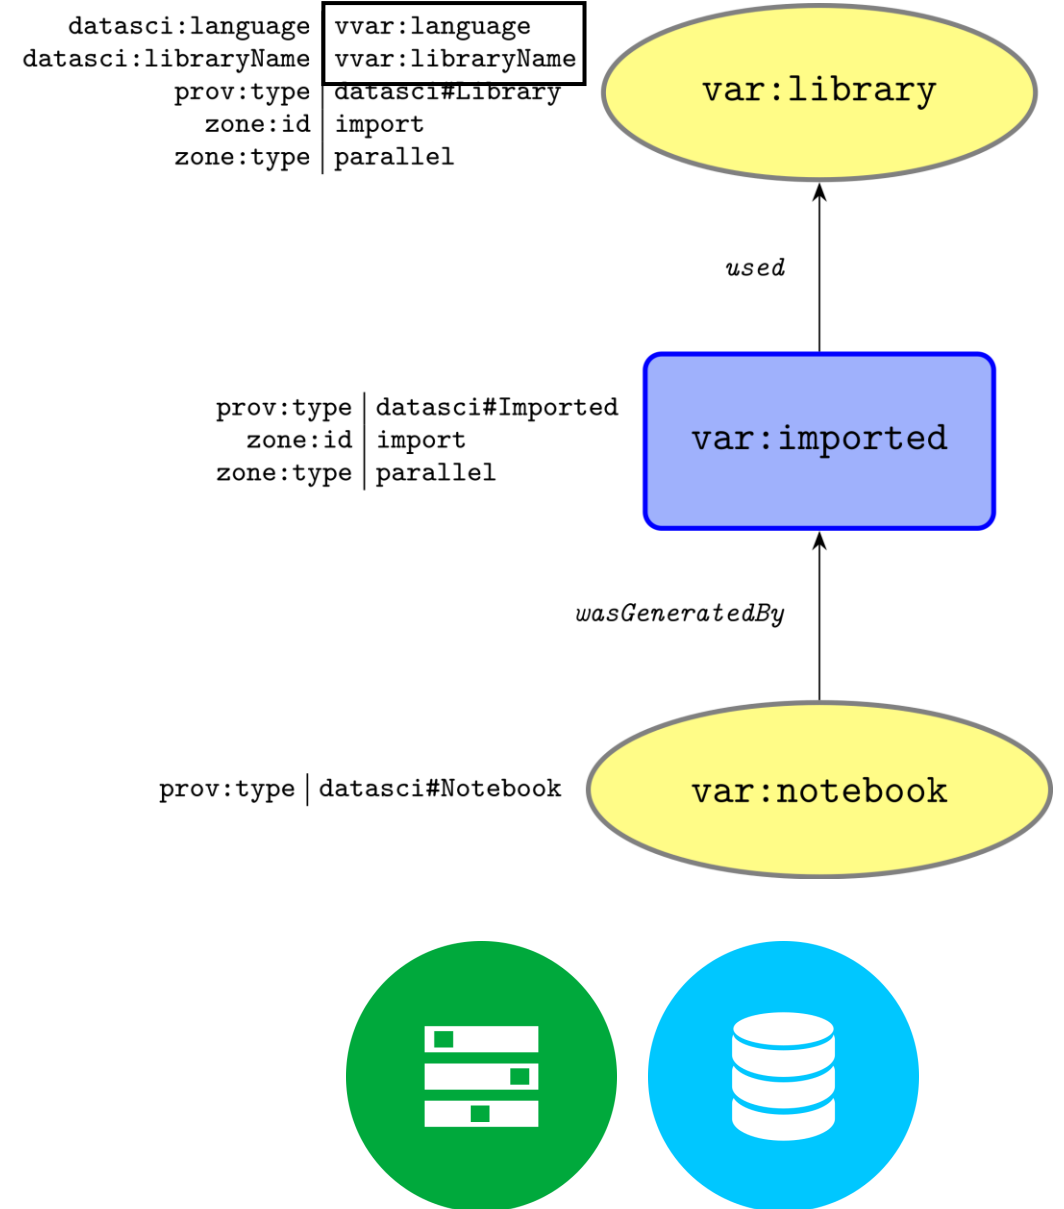 datasci:language vvar:language
datasci:libraryName vvar:libraryName
prov:type datasci#Library
zone:id import
zone:type parallel
var:library
used
prov:type datasci#Imported
zone:id import
zone:type parallel
var:imported
wasGeneratedBy
prov:type datasci#Notebook
var:notebook